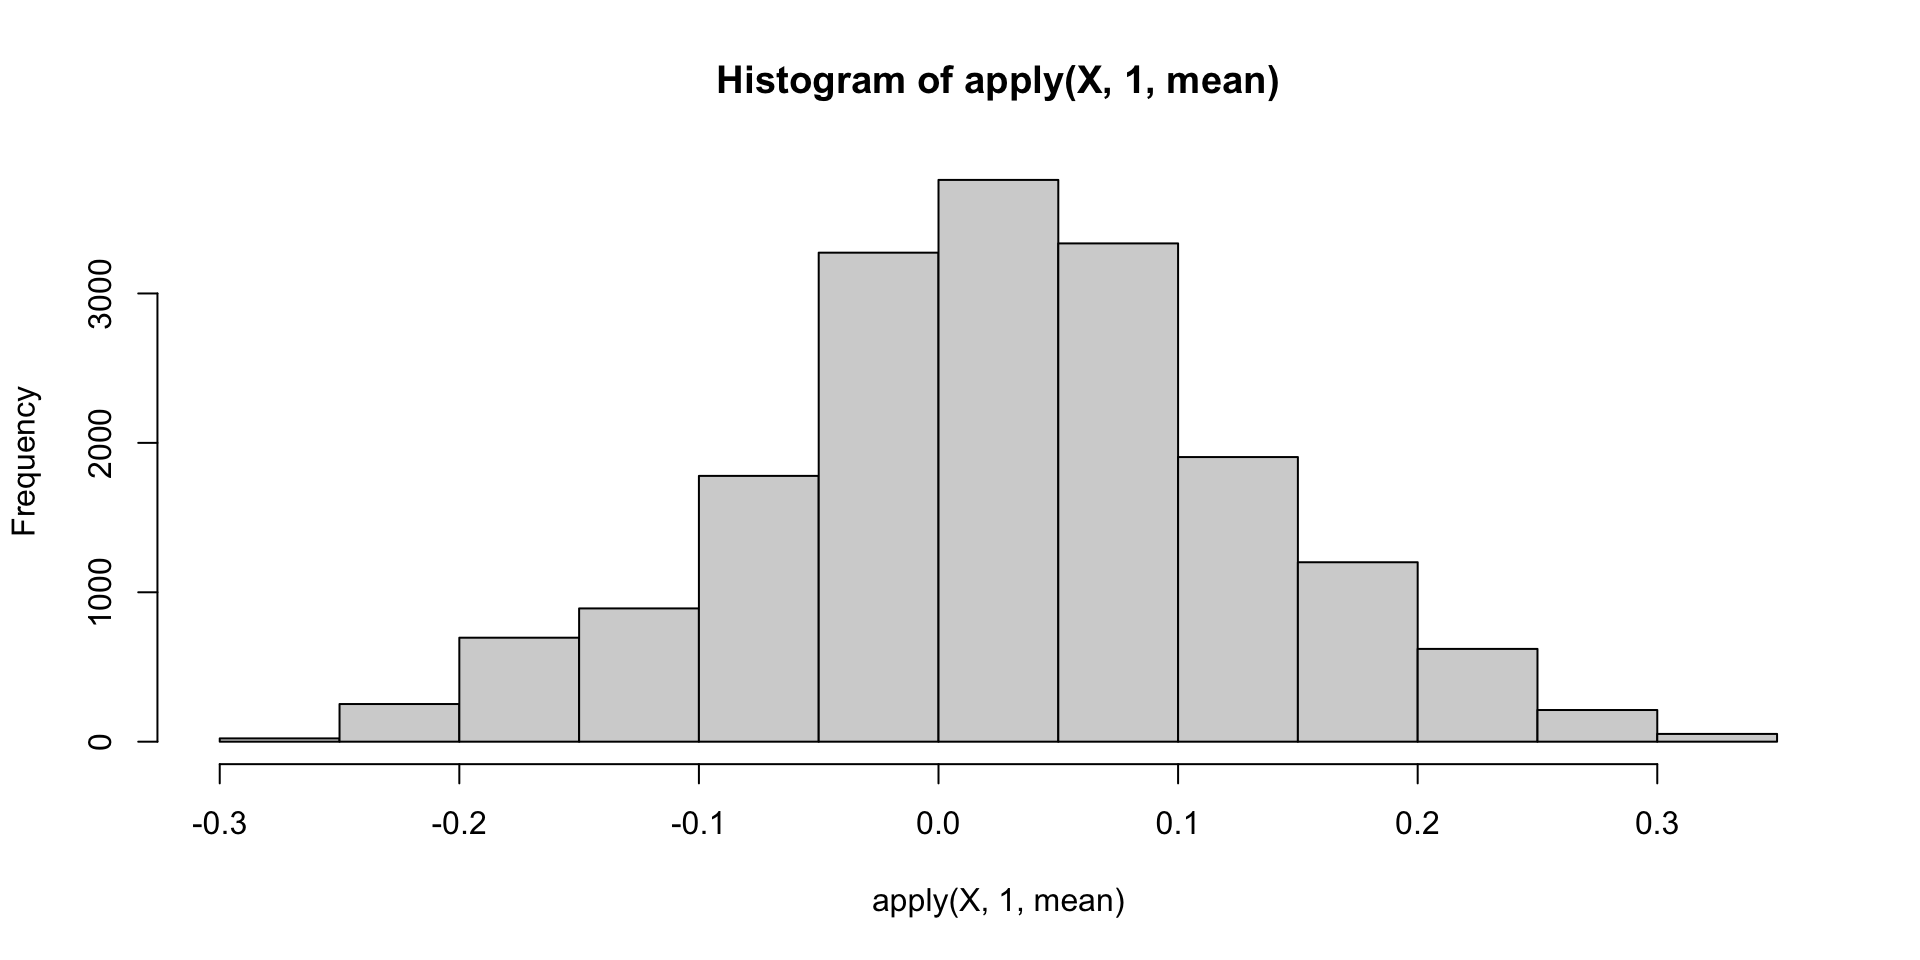 Histogram of apply(X, 1, mean)
Frequency
3000
2000
1000
0
-0.3 -0.2 -0.1 0.0 0.1 0.2 0.3
apply(X, 1, mean)